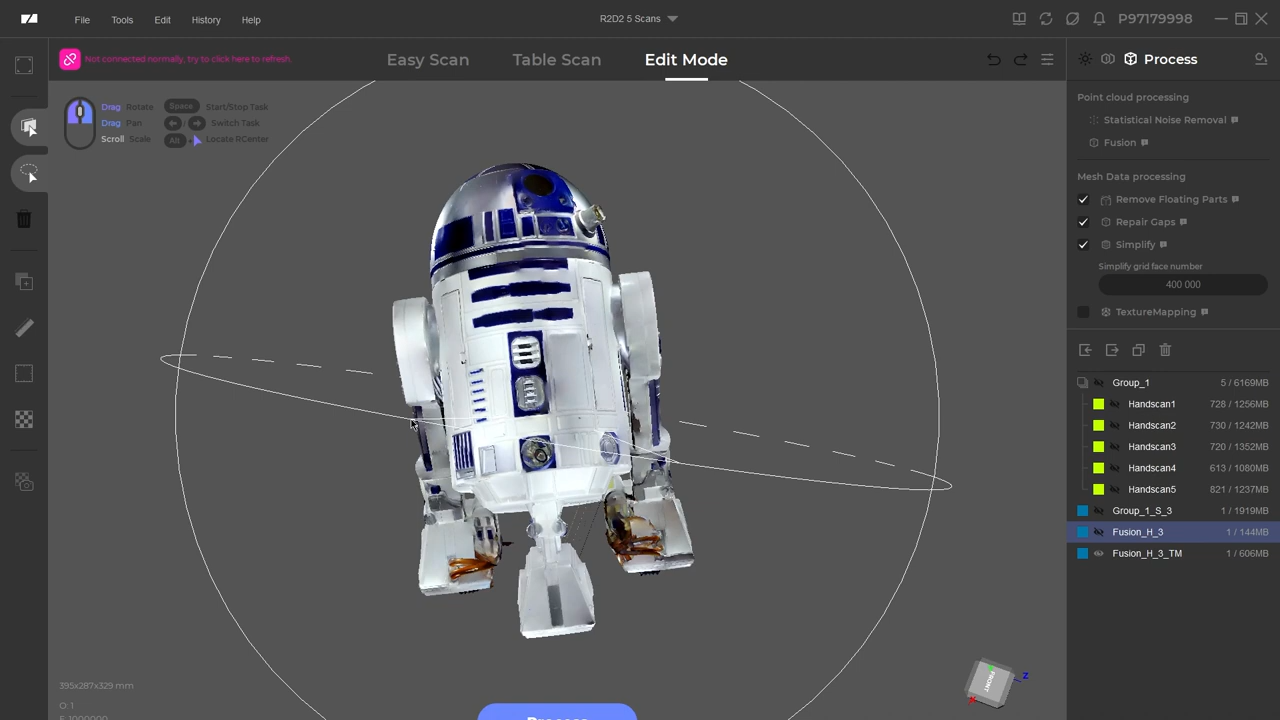 File Tools Edit History Help
R2D2 5 Scans
P97179998
Not connected normally, try to click here to refresh.
Easy Scan Table Scan Edit Mode
Process
Drag Rotate Space Start/Stop Task
Drag Pan Switch Task
Scroll Scale Alt + Locate RCenter
Point cloud processing
Statistical Noise Removal
Fusion
Mesh Data processing
Remove Floating Parts
Repair Gaps
Simplify
Simplify grid face number
400 000
TextureMapping
Group_1 5 / 6169MB
Handscan1 728 / 1256MB
Handscan2 730 / 1242MB
Handscan3 720 / 1352MB
Handscan4 613 / 1080MB
Handscan5 821 / 1237MB
Group_1_S_3 1 / 1919MB
Fusion_H_3 1 / 144MB
Fusion_H_3_TM 1 / 606MB
FRONT
Z
X
395x287x329 mm
O: 1
F: 1000000
Process